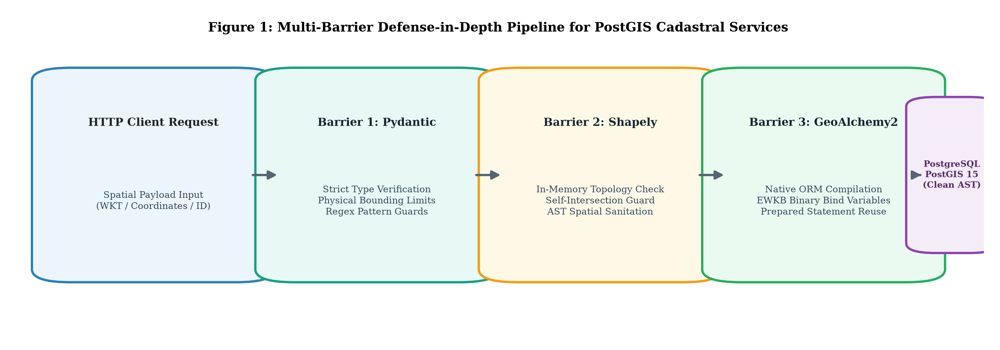 Figure 1: Multi-Barrier Defense-in-Depth Pipeline for PostGIS Cadastral Services
HTTP Client Request
Spatial Payload Input
(WKT / Coordinates / ID)
Barrier 1: Pydantic
Strict Type Verification
Physical Bounding Limits
Regex Pattern Guards
Barrier 2: Shapely
In-Memory Topology Check
Self-Intersection Guard
AST Spatial Sanitation
Barrier 3: GeoAlchemy2
Native ORM Compilation
EWKB Binary Bind Variables
Prepared Statement Reuse
PostgreSQL
PostGIS 15
(Clean AST)